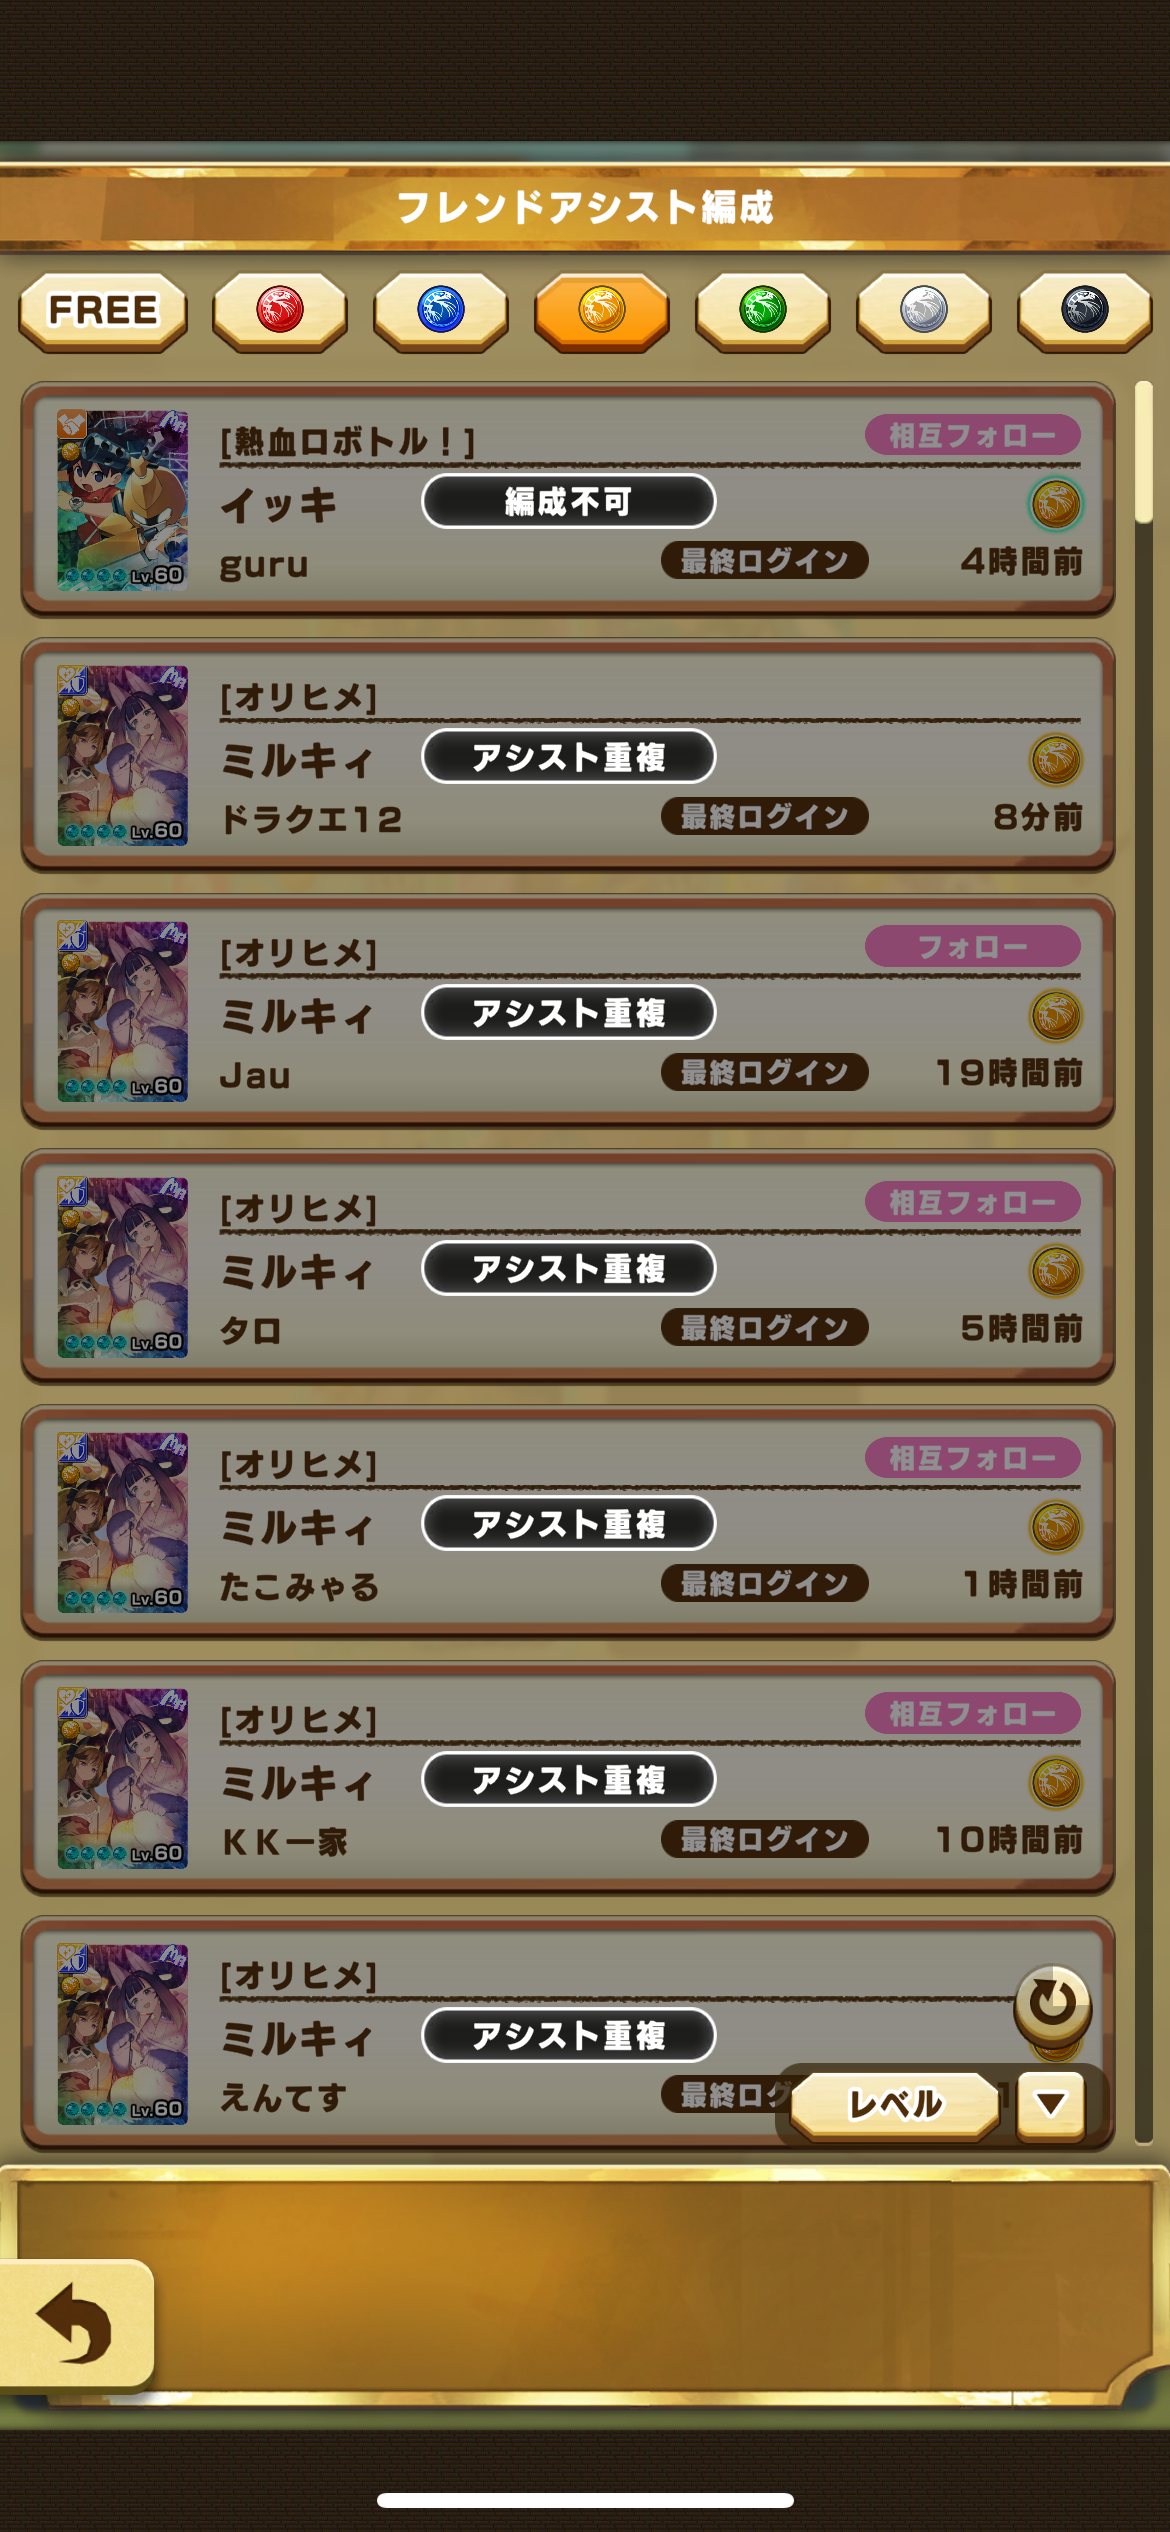 フレンドアシスト編成
FREE
[熱血ロボトル!]
相互フォロー
イッキ
編成不可
guru
最終ログイン
4時間前
MR
Lv.60
[オリヒメ]
ミルキィ
アシスト重複
ドラクエ12
最終ログイン
8分前
MR
Lv.60
[オリヒメ]
フォロー
ミルキィ
アシスト重複
Jau
最終ログイン
19時間前
MR
Lv.60
[オリヒメ]
相互フォロー
ミルキィ
アシスト重複
タロ
最終ログイン
5時間前
MR
Lv.60
[オリヒメ]
相互フォロー
ミルキィ
アシスト重複
たこみゃる
最終ログイン
1時間前
MR
Lv.60
[オリヒメ]
相互フォロー
ミルキィ
アシスト重複
KK一家
最終ログイン
10時間前
MR
Lv.60
[オリヒメ]
ミルキィ
アシスト重複
えんてす
最終ログ
MR
Lv.60
レベル